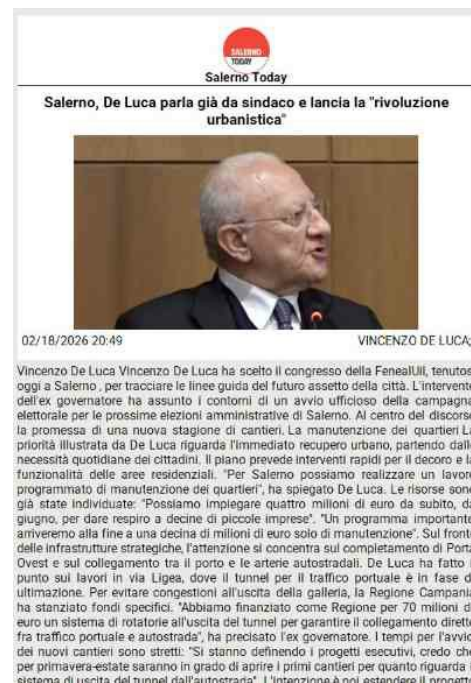 SALERNO
TODAY
Salerno Today
Salerno, De Luca parla già da sindaco e lancia la "rivoluzione
urbanistica"
02/18/2026 20:49 VINCENZO DE LUCA;
Vincenzo De Luca Vincenzo De Luca ha scelto il congresso della FenealUil, tenutos
oggi a Salerno , per tracciare le linee guida del futuro assetto della città. L'intervento
dell'ex governatore ha assunto i contorni di un avvio ufficioso della campagna
elettorale per le prossime elezioni amministrative di Salerno. Al centro del discorso
la promessa di una nuova stagione di cantieri. La manutenzione dei quartieri La
priorità illustrata da De Luca riguarda l'immediato recupero urbano, partendo dalle
necessità quotidiane dei cittadini. Il piano prevede interventi rapidi per il decoro e la
funzionalità delle aree residenziali. "Per Salerno possiamo realizzare un lavoro
programmato di manutenzione dei quartieri", ha spiegato De Luca. Le risorse sono
già state individuate: "Possiamo impiegare quattro milioni di euro da subito, da
giugno, per dare respiro a decine di piccole imprese". "Un programma importante
arriveremo alla fine a una decina di milioni di euro solo di manutenzione". Sul fronte
delle infrastrutture strategiche, l'attenzione si concentra sul completamento di Porta
Ovest e sul collegamento tra il porto e le arterie autostradali. De Luca ha fatto i
punto sui lavori in via Ligea, dove il tunnel per il traffico portuale è in fase d
ultimazione. Per evitare congestioni all'uscita della galleria, la Regione Campania
ha stanziato fondi specifici. "Abbiamo finanziato come Regione per 70 milioni d
euro un sistema di rotatorie all'uscita del tunnel per garantire il collegamento diretto
fra traffico portuale e autostrada", ha precisato l'ex governatore. I tempi per l'avvio
dei nuovi cantieri sono stretti: "Si stanno definendo i progetti esecutivi, credo che
per primavera-estate saranno in grado di aprire i primi cantieri per quanto riguarda i
sistema di uscita del tunnel dall'autostrada". L'intenzione è poi estendere il progetto